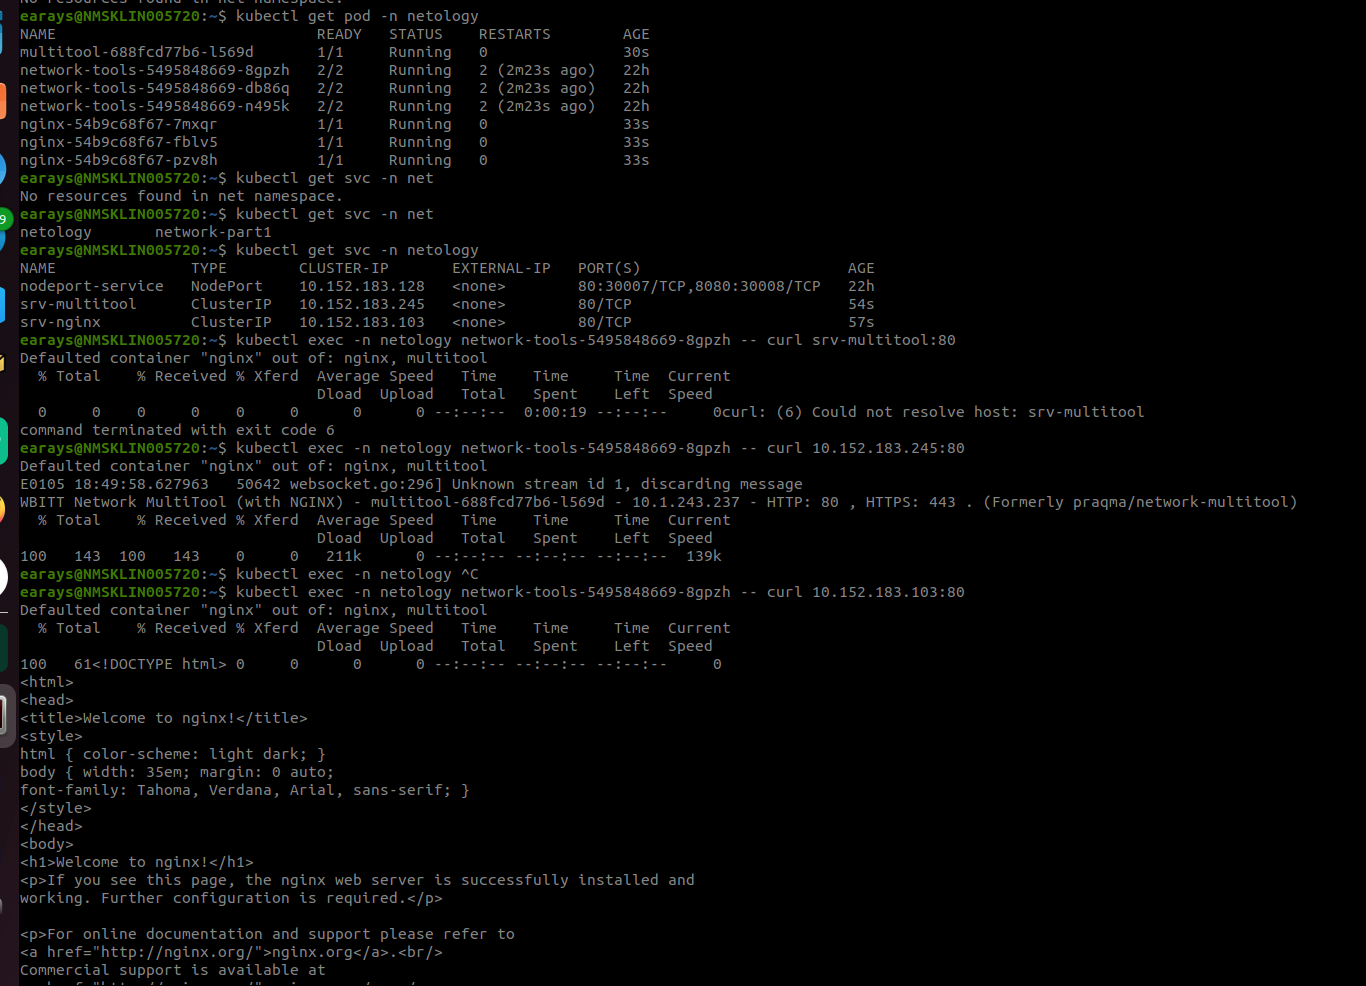 No resources found in net namespace.
earays@NMSKLIN005720:~$ kubectl get pod -n netology
NAME                             READY   STATUS    RESTARTS        AGE
multitool-688fcd77b6-l569d       1/1     Running   0               30s
network-tools-5495848669-8gpzh   2/2     Running   2 (2m23s ago)   22h
network-tools-5495848669-db86q   2/2     Running   2 (2m23s ago)   22h
network-tools-5495848669-n495k   2/2     Running   2 (2m23s ago)   22h
nginx-54b9c68f67-7mxqr           1/1     Running   0               33s
nginx-54b9c68f67-fblv5           1/1     Running   0               33s
nginx-54b9c68f67-pzv8h           1/1     Running   0               33s
earays@NMSKLIN005720:~$ kubectl get svc -n net
No resources found in net namespace.
earays@NMSKLIN005720:~$ kubectl get svc -n net
netology       network-part1
earays@NMSKLIN005720:~$ kubectl get svc -n netology
NAME               TYPE        CLUSTER-IP       EXTERNAL-IP   PORT(S)                       AGE
nodeport-service   NodePort    10.152.183.128   <none>        80:30007/TCP,8080:30008/TCP   22h
srv-multitool      ClusterIP   10.152.183.245   <none>        80/TCP                        54s
srv-nginx          ClusterIP   10.152.183.103   <none>        80/TCP                        57s
earays@NMSKLIN005720:~$ kubectl exec -n netology network-tools-5495848669-8gpzh -- curl srv-multitool:80
Defaulted container "nginx" out of: nginx, multitool
  % Total    % Received % Xferd  Average Speed   Time    Time     Time  Current
                                 Dload  Upload   Total   Spent    Left  Speed
  0     0    0     0    0     0      0      0 --:--:--  0:00:19 --:--:--     0curl: (6) Could not resolve host: srv-multitool
command terminated with exit code 6
earays@NMSKLIN005720:~$ kubectl exec -n netology network-tools-5495848669-8gpzh -- curl 10.152.183.245:80
Defaulted container "nginx" out of: nginx, multitool
E0105 18:49:58.627963   50642 websocket.go:296] Unknown stream id 1, discarding message
WBITT Network MultiTool (with NGINX) - multitool-688fcd77b6-l569d - 10.1.243.237 - HTTP: 80 , HTTPS: 443 . (Formerly praqma/network-multitool)
  % Total    % Received % Xferd  Average Speed   Time    Time     Time  Current
                                 Dload  Upload   Total   Spent    Left  Speed
100   143  100   143    0     0   211k      0 --:--:-- --:--:-- --:--:--  139k
earays@NMSKLIN005720:~$ kubectl exec -n netology ^C
earays@NMSKLIN005720:~$ kubectl exec -n netology network-tools-5495848669-8gpzh -- curl 10.152.183.103:80
Defaulted container "nginx" out of: nginx, multitool
  % Total    % Received % Xferd  Average Speed   Time    Time     Time  Current
                                 Dload  Upload   Total   Spent    Left  Speed
100   61<!DOCTYPE html> 0     0      0      0 --:--:-- --:--:-- --:--:--     0
<html>
<head>
<title>Welcome to nginx!</title>
<style>
html { color-scheme: light dark; }
body { width: 35em; margin: 0 auto;
font-family: Tahoma, Verdana, Arial, sans-serif; }
</style>
</head>
<body>
<h1>Welcome to nginx!</h1>
<p>If you see this page, the nginx web server is successfully installed and
working. Further configuration is required.</p>

<p>For online documentation and support please refer to
<a href="http://nginx.org/">nginx.org</a>.<br/>
Commercial support is available at